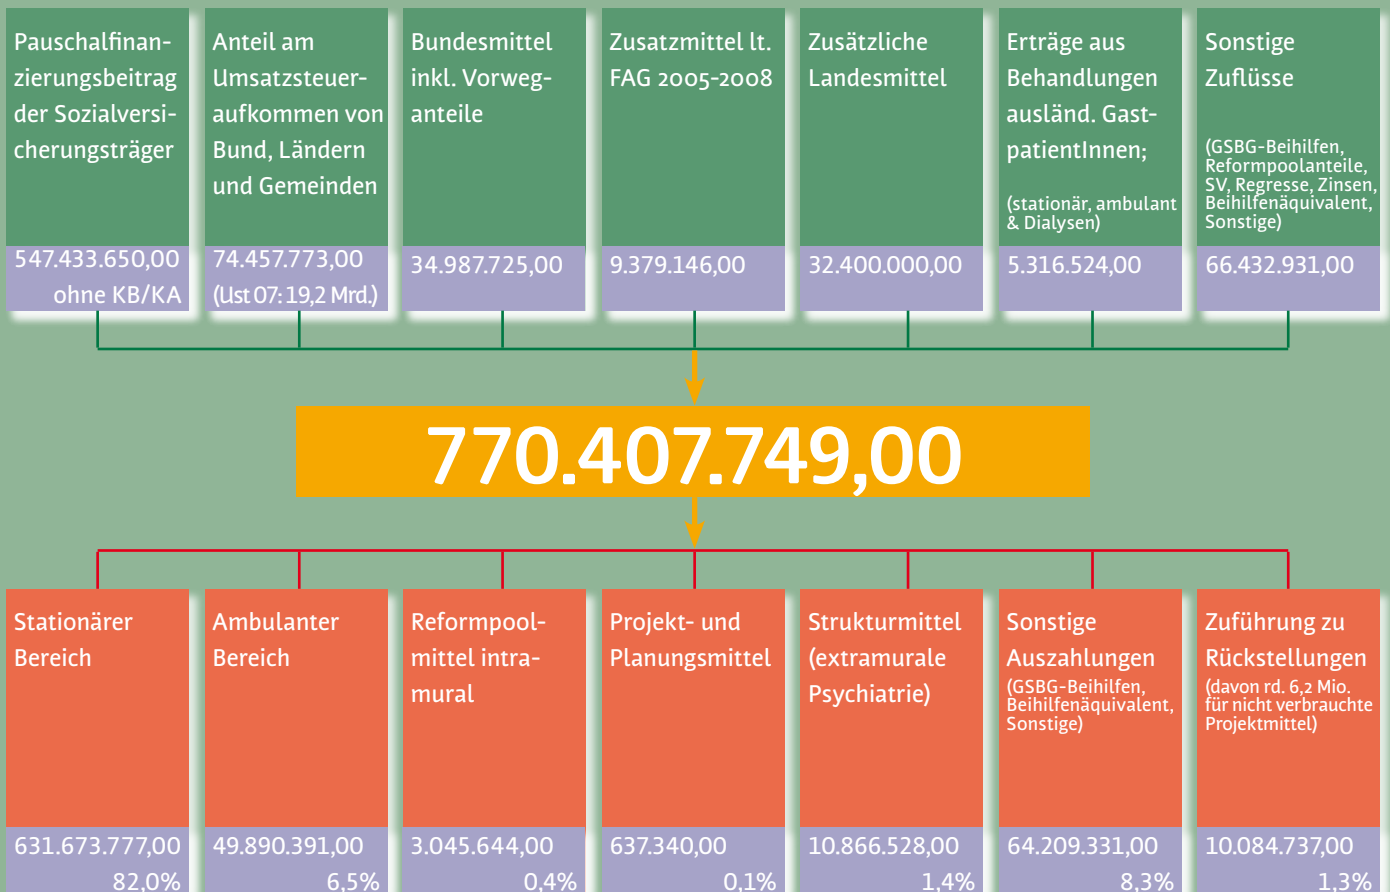 Pauschalfinan-
zierungsbeitrag
der Sozialversi-
cherungsträger
547.433.650,00
ohne KB/KA
Anteil am
Umsatzsteuer-
aufkommen von
Bund, Ländern
und Gemeinden
74.457.773,00
(Ust 07: 19,2 Mrd.)
Bundesmittel
inkl. Vorweg-
anteile
34.987.725,00
Zusatzmittel lt.
FAG 2005-2008
9.379.146,00
Zusätzliche
Landesmittel
32.400.000,00
Erträge aus
Behandlungen
ausländ. Gast-
patientInnen;
(stationär, ambulant
& Dialysen)
5.316.524,00
Sonstige
Zuflüsse
(GSBG-Beihilfen,
Reformpoolanteile,
SV, Regresse, Zinsen,
Beihilfenäquivalent,
Sonstige)
66.432.931,00
770.407.749,00
Stationärer
Bereich
631.673.777,00
82,0%
Ambulanter
Bereich
49.890.391,00
6,5%
Reformpool-
mittel intra-
mural
3.045.644,00
0,4%
Projekt- und
Planungsmittel
637.340,00
0,1%
Strukturmittel
(extramurale
Psychiatrie)
10.866.528,00
1,4%
Sonstige
Auszahlungen
(GSBG-Beihilfen,
Beihilfenäquivalent,
Sonstige)
64.209.331,00
8,3%
Zuführung zu
Rückstellungen
(davon rd. 6,2 Mio.
für nicht verbrauchte
Projektmittel)
10.084.737,00
1,3%